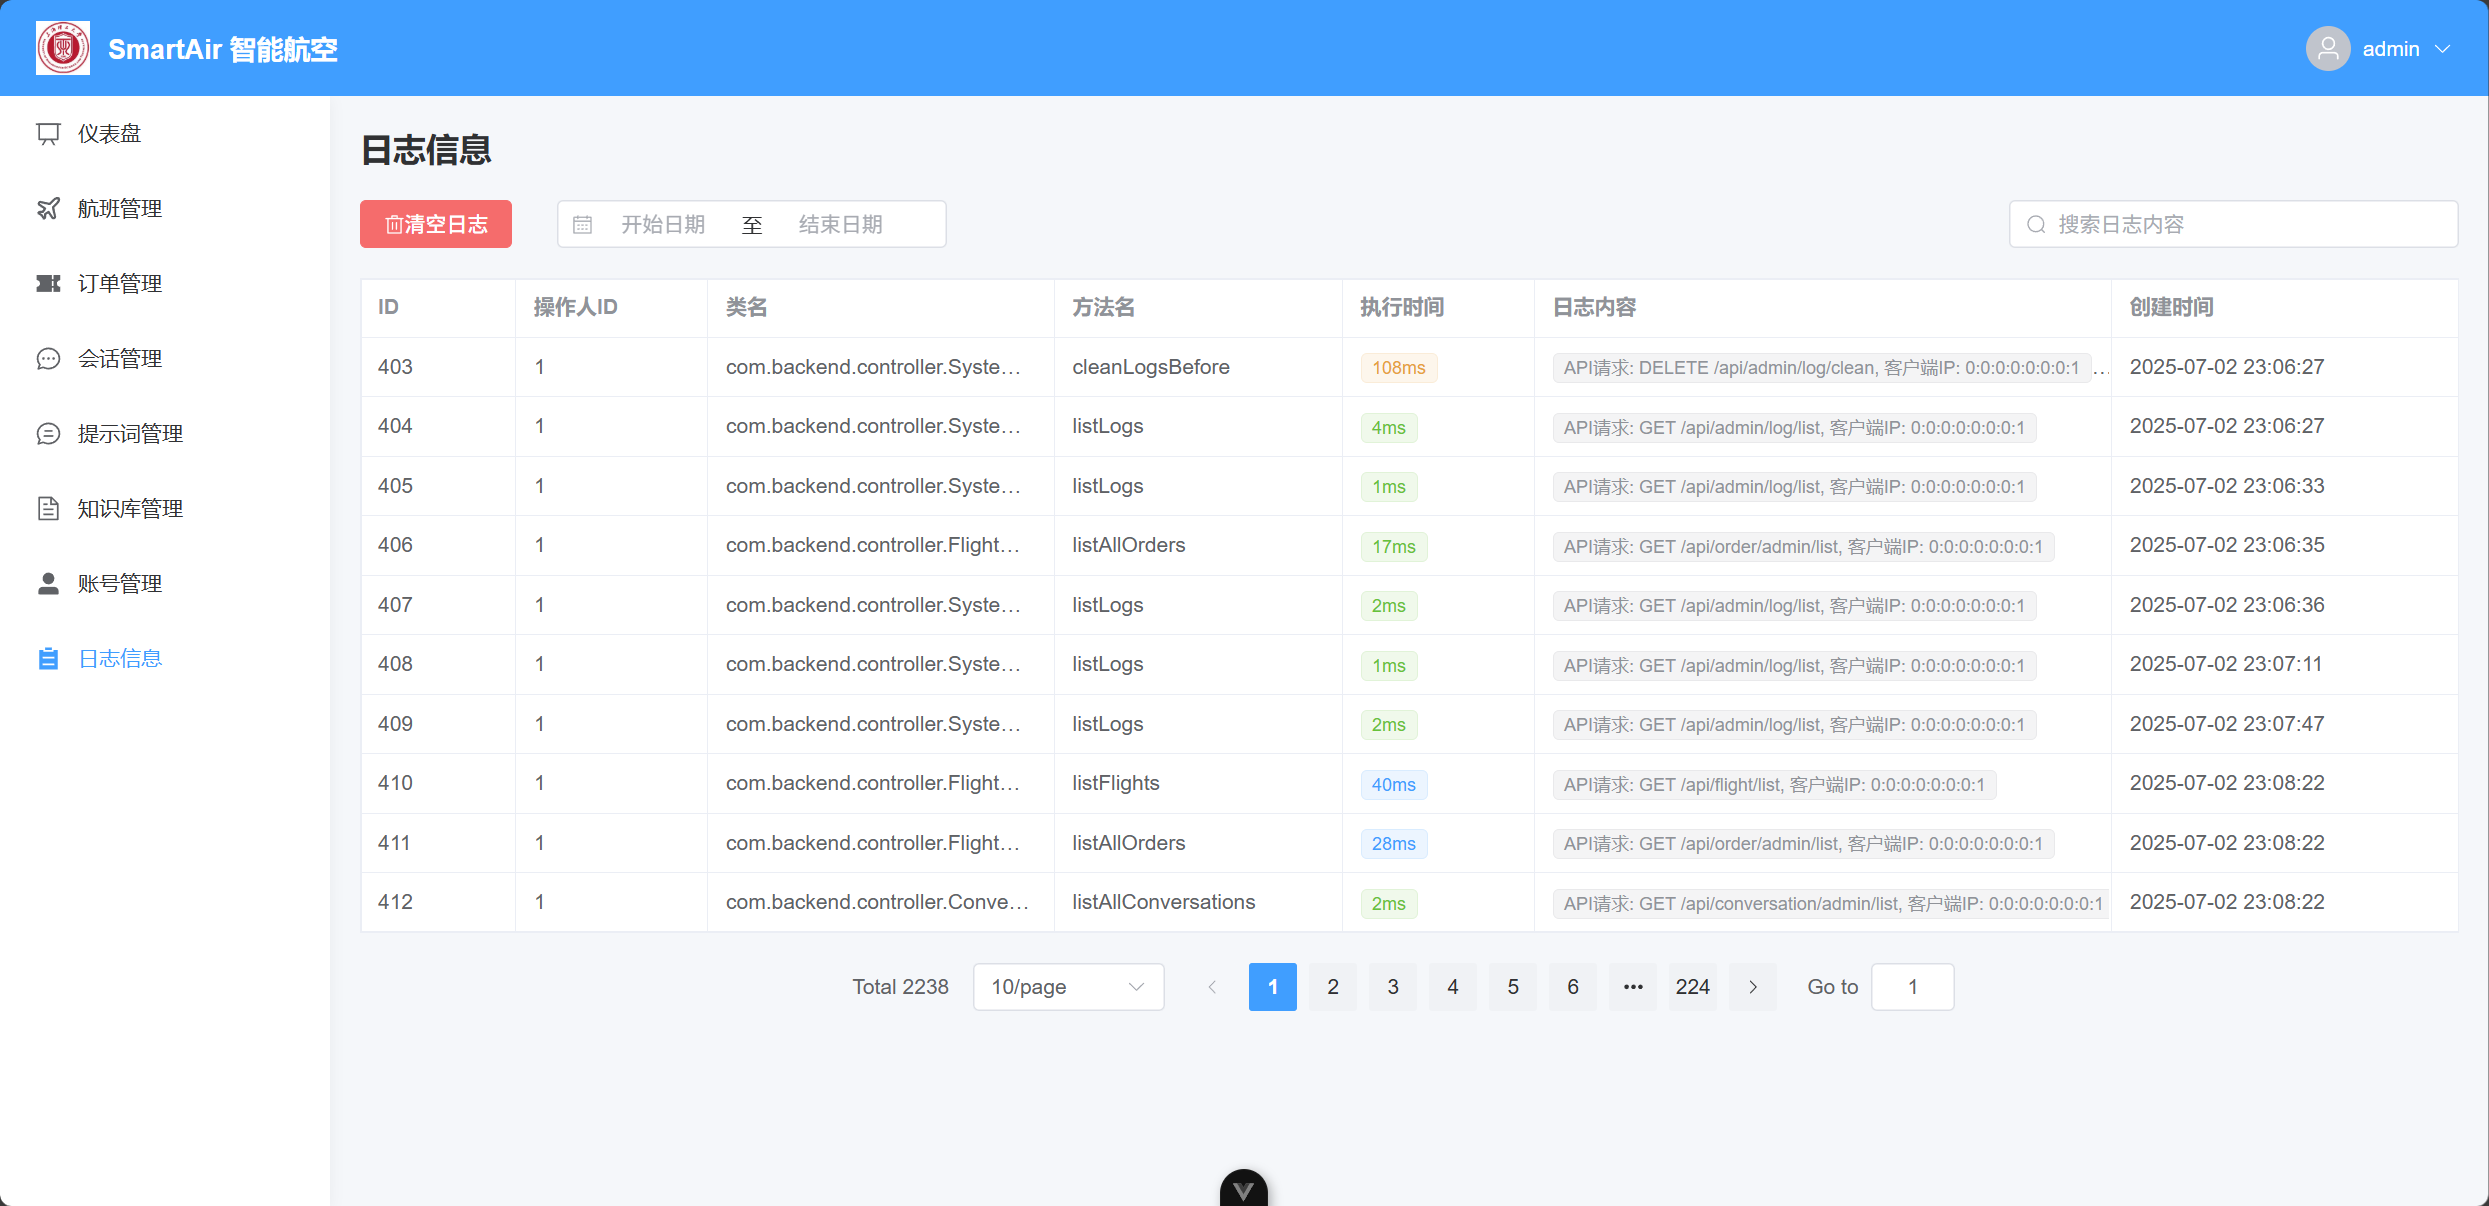 SmartAir 智能航空
admin
仪表盘
航班管理
订单管理
会话管理
提示词管理
知识库管理
账号管理
日志信息
日志信息
清空日志
开始日期 至 结束日期
搜索日志内容
ID 操作人ID 类名 方法名 执行时间 日志内容 创建时间
403 1 com.backend.controller.Syste... cleanLogsBefore 108ms API请求: DELETE /api/admin/log/clean, 客户端IP: 0:0:0:0:0:0:0:1 ... 2025-07-02 23:06:27
404 1 com.backend.controller.Syste... listLogs 4ms API请求: GET /api/admin/log/list, 客户端IP: 0:0:0:0:0:0:0:1 2025-07-02 23:06:27
405 1 com.backend.controller.Syste... listLogs 1ms API请求: GET /api/admin/log/list, 客户端IP: 0:0:0:0:0:0:0:1 2025-07-02 23:06:33
406 1 com.backend.controller.Flight... listAllOrders 17ms API请求: GET /api/order/admin/list, 客户端IP: 0:0:0:0:0:0:0:1 2025-07-02 23:06:35
407 1 com.backend.controller.Syste... listLogs 2ms API请求: GET /api/admin/log/list, 客户端IP: 0:0:0:0:0:0:0:1 2025-07-02 23:06:36
408 1 com.backend.controller.Syste... listLogs 1ms API请求: GET /api/admin/log/list, 客户端IP: 0:0:0:0:0:0:0:1 2025-07-02 23:07:11
409 1 com.backend.controller.Syste... listLogs 2ms API请求: GET /api/admin/log/list, 客户端IP: 0:0:0:0:0:0:0:1 2025-07-02 23:07:47
410 1 com.backend.controller.Flight... listFlights 40ms API请求: GET /api/flight/list, 客户端IP: 0:0:0:0:0:0:0:1 2025-07-02 23:08:22
411 1 com.backend.controller.Flight... listAllOrders 28ms API请求: GET /api/order/admin/list, 客户端IP: 0:0:0:0:0:0:0:1 2025-07-02 23:08:22
412 1 com.backend.controller.Conve... listAllConversations 2ms API请求: GET /api/conversation/admin/list, 客户端IP: 0:0:0:0:0:0:0:1 2025-07-02 23:08:22
Total 2238 10/page 1 2 3 4 5 6 ••• 224 Go to 1